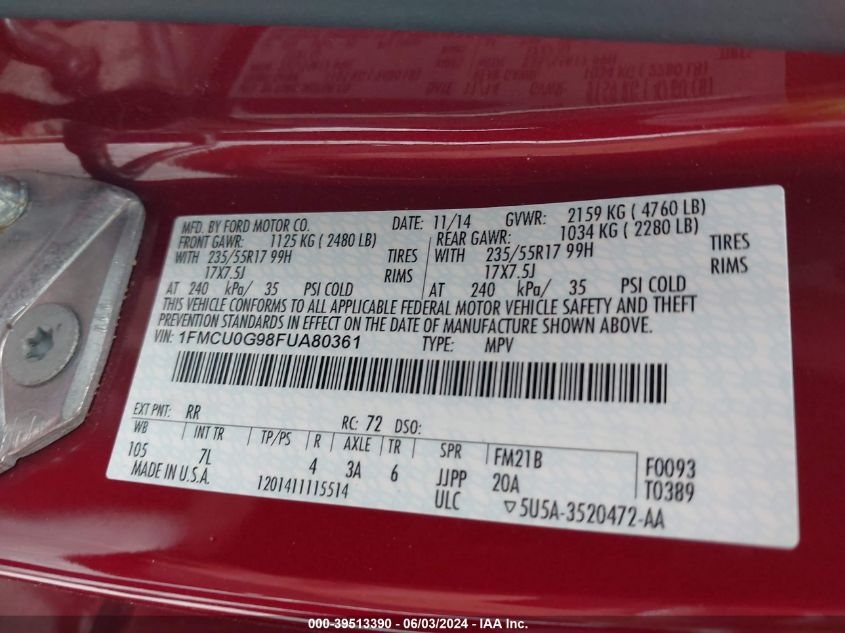 MFD. BY FORD MOTOR CO. DATE: 11/14 GVWR: 2159 KG ( 4760 LB)
FRONT GAWR: 1125 KG ( 2480 LB) REAR GAWR: 1034 KG ( 2280 LB)
WITH 235/55R17 99H TIRES WITH 235/55R17 99H TIRES
17X7.5J RIMS 17X7.5J RIMS
AT 240 kPa/ 35 PSI COLD AT 240 kPa/ 35 PSI COLD
THIS VEHICLE CONFORMS TO ALL APPLICABLE FEDERAL MOTOR VEHICLE SAFETY AND THEFT
PREVENTION STANDARDS IN EFFECT ON THE DATE OF MANUFACTURE SHOWN ABOVE.
VIN: 1FMCU0G98FUA80361 TYPE: MPV
EXT PNT: RR RC: 72 DSO:
WB INT TR TP/PS R AXLE TR SPR FM21B F0093
105 7L 4 3A 6 JJPP 20A T0389
MADE IN U.S.A. 1201411115514 ULC ▽5U5A-3520472-AA
000-39513390 - 06/03/2024 - IAA Inc.